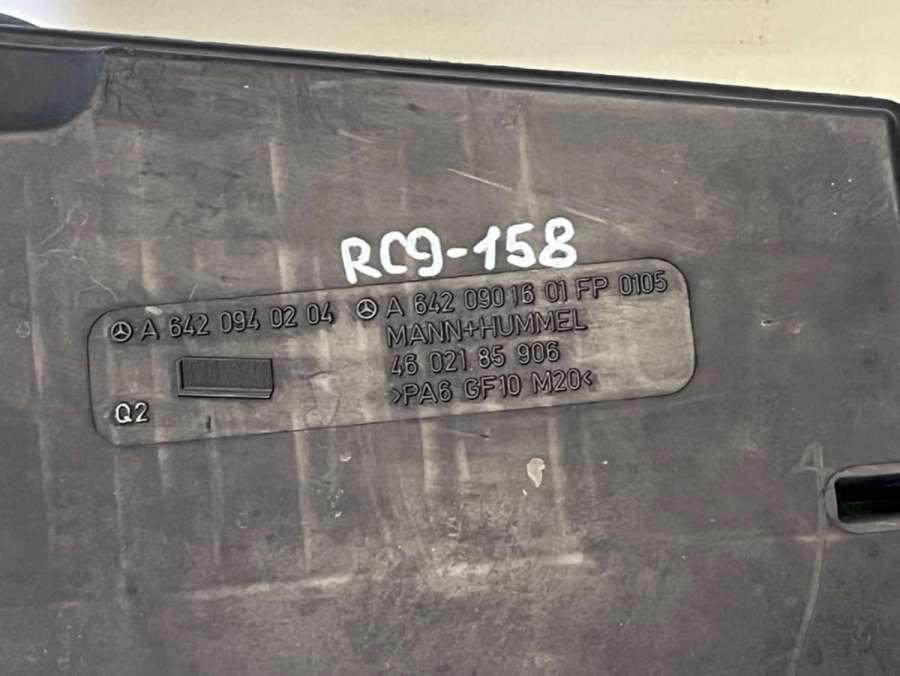 RC9-158
A 642 094 02 04
A 642 090 16 01 FP 0105
MANN+HUMMEL
46 021 85 906
>PA6 GF10 M20<
Q2